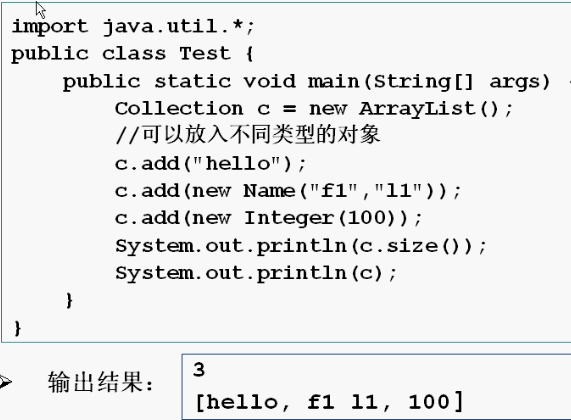 import java.util.*;
public class Test {
    public static void main(String[] args) {
        Collection c = new ArrayList();
        //可以放入不同类型的对象
        c.add("hello");
        c.add(new Name("f1","l1"));
        c.add(new Integer(100));
        System.out.println(c.size());
        System.out.println(c);
    }
}
输出结果：
3
[hello, f1 l1, 100]